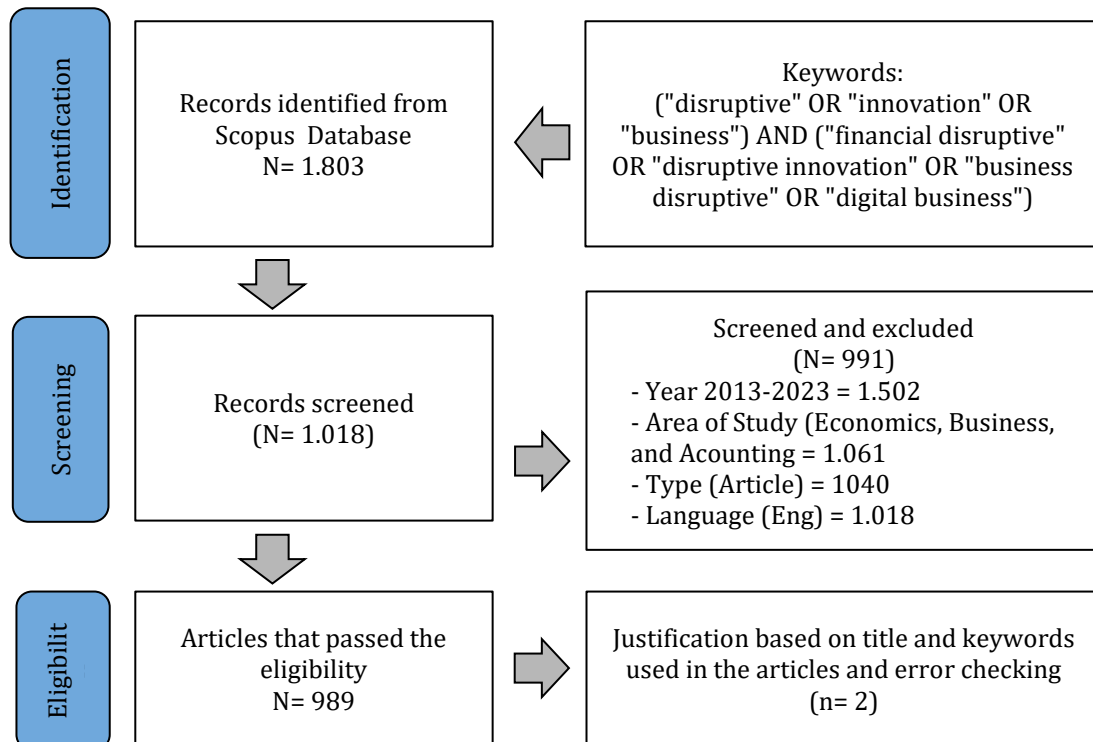 Identification
Records identified from
Scopus Database
N= 1.803
Keywords:
("disruptive" OR "innovation" OR
"business") AND ("financial disruptive"
OR "disruptive innovation" OR "business
disruptive" OR "digital business")
Screening
Records screened
(N= 1.018)
Screened and excluded
(N= 991)
- Year 2013-2023 = 1.502
- Area of Study (Economics, Business,
and Acounting = 1.061
- Type (Article) = 1040
- Language (Eng) = 1.018
Eligibilit
Articles that passed the
eligibility
N= 989
Justification based on title and keywords
used in the articles and error checking
(n= 2)